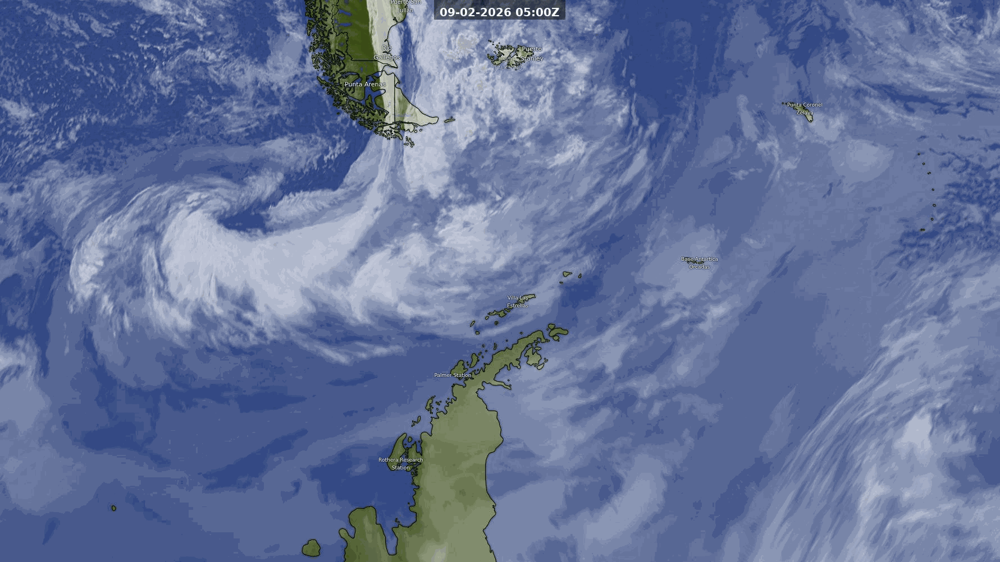 Puerto San
Julian
09-02-2026 05:00Z
Rio
Gallegos
Puerto
Stanley
FALKLAND
Punta Arenas
Punta Coronel
Zelaya
Base Antartica
Orcadas
Villa Las
Estrellas
Palmer Station
Rothera Research
Station